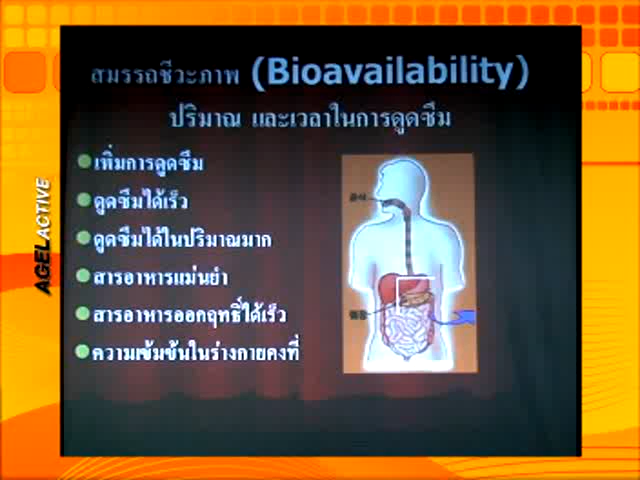 สมรรถชีวะภาพ (Bioavailability)
ปริมาณ และเวลาในการดูดซึม
เพิ่มการดูดซึม
ดูดซึมได้เร็ว
ดูดซึมได้ในปริมาณมาก
สารอาหารแม่นยำ
สารอาหารออกฤทธิ์ได้เร็ว
ความเข้มข้นในร่างกายคงที่
AGELACTIVE